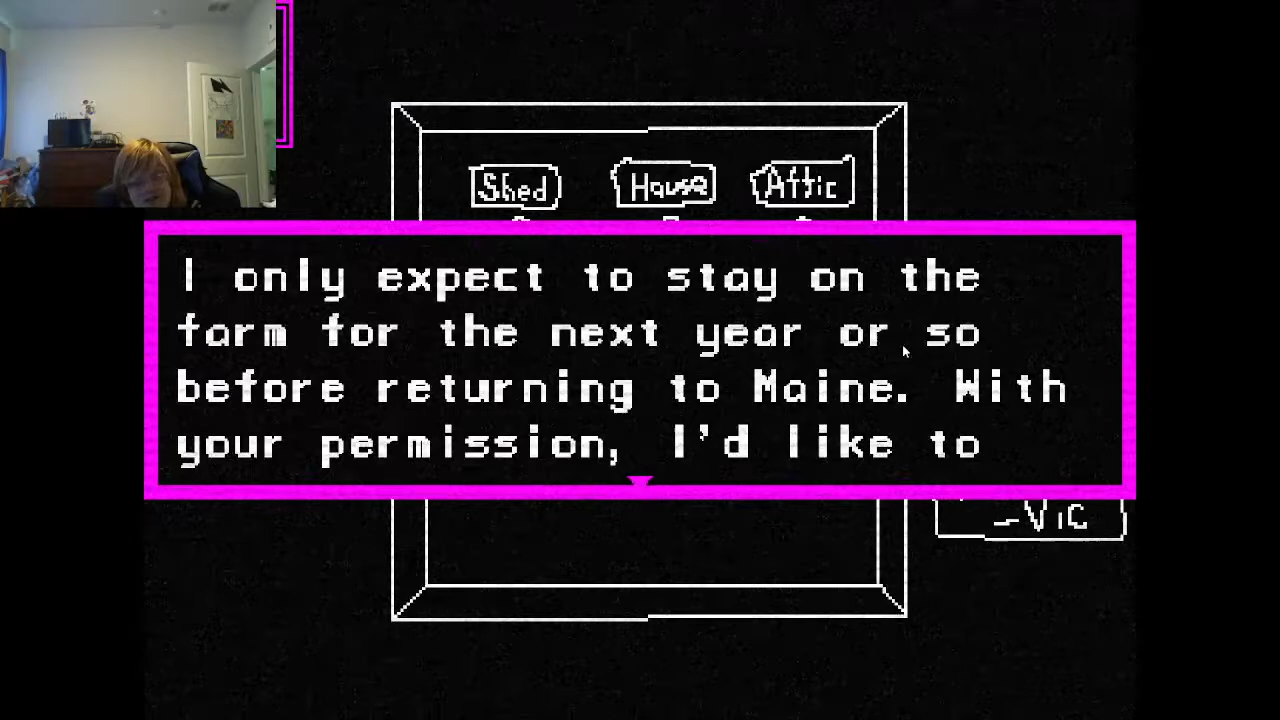 Shed House Attic
I only expect to stay on the
farm for the next year or so
before returning to Maine. With
your permission, I'd like to
-Vic